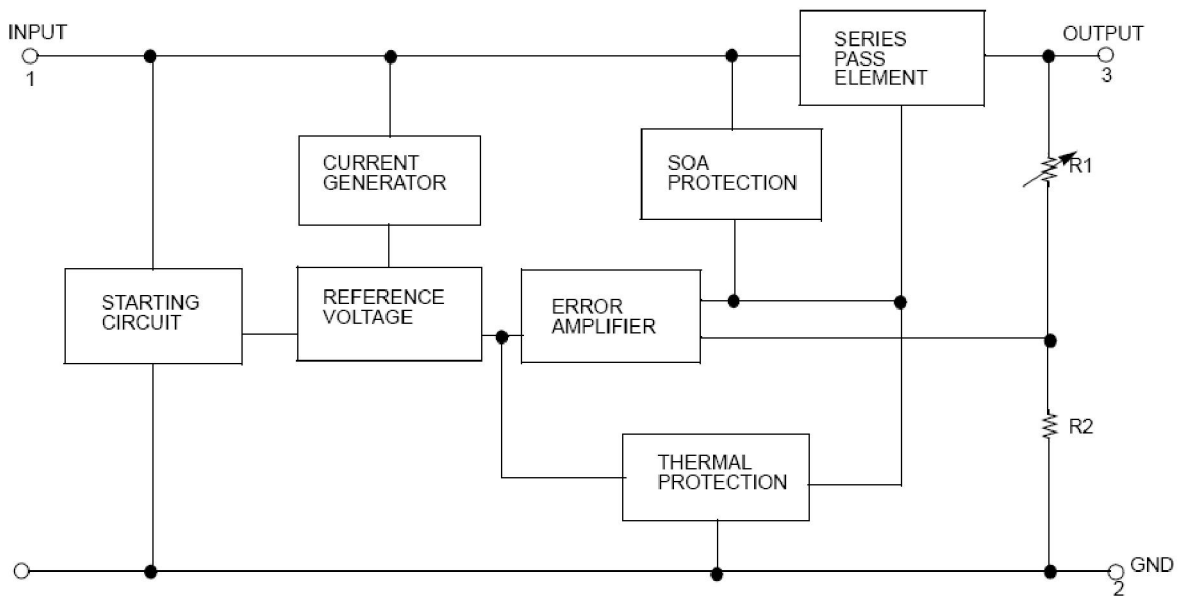 INPUT
1
SERIES
PASS
ELEMENT
OUTPUT
3
CURRENT
GENERATOR
SOA
PROTECTION
R1
STARTING
CIRCUIT
REFERENCE
VOLTAGE
ERROR
AMPLIFIER
R2
THERMAL
PROTECTION
GND
2